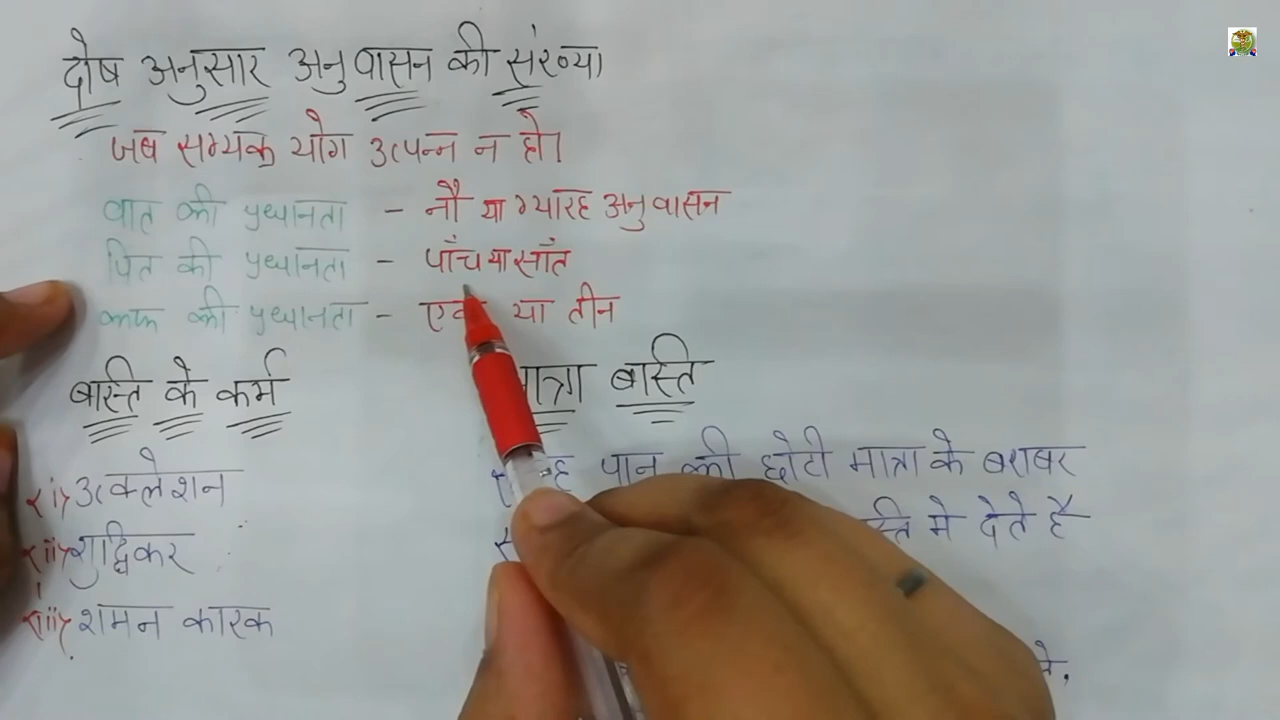 दोष अनुसार अनुवासन की संख्या
जब सम्यक योग उत्पन्न न हो।
वात की प्रधानता - नौ या ग्यारह अनुवासन
पित की प्रधानता - पाँच या साँत
कफ की प्रधानता - एक या तीन
बस्ति के कर्म
(i) उत्क्लेशन
(ii) शुद्धिकर
(iii) शमन कारक
मात्रा बस्ति
पान की छोटी मात्रा के बराबर
मे देते है